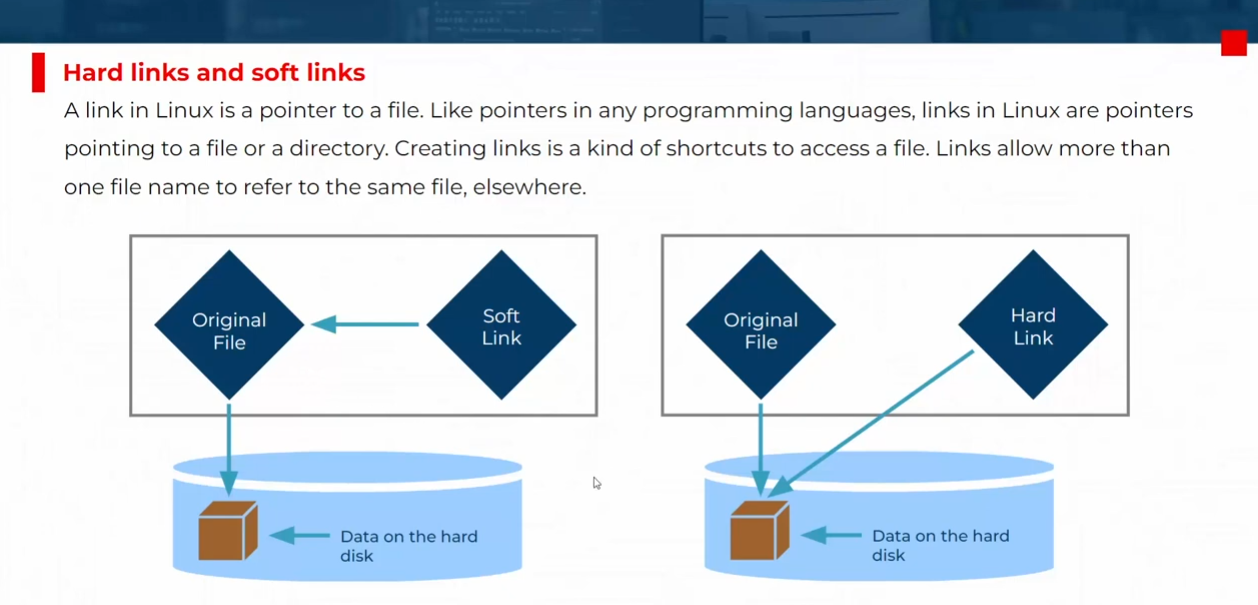 Hard links and soft links
A link in Linux is a pointer to a file. Like pointers in any programming languages, links in Linux are pointers
pointing to a file or a directory. Creating links is a kind of shortcuts to access a file. Links allow more than
one file name to refer to the same file, elsewhere.
Original
File
Soft
Link
Data on the hard
disk
Original
File
Hard
Link
Data on the hard
disk